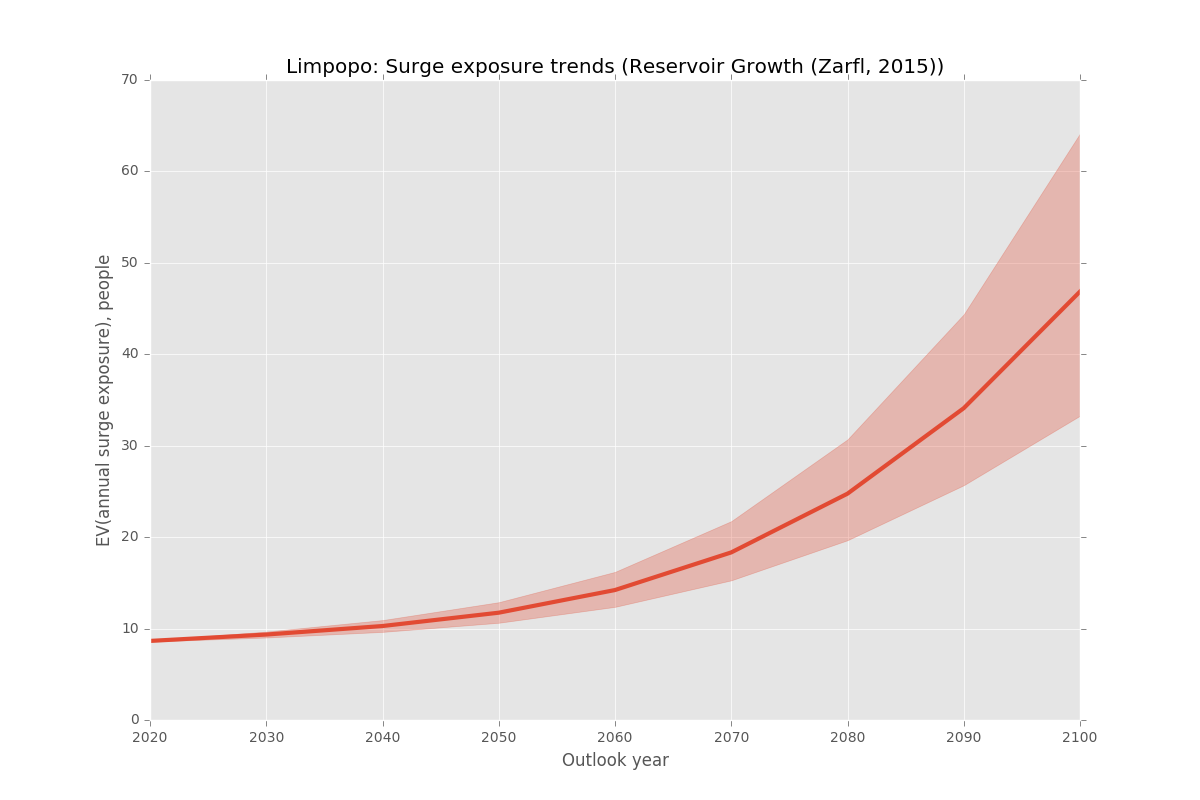 Limpopo: Surge exposure trends (Reservoir Growth (Zarfl, 2015))
EV(annual surge exposure), people
70
60
50
40
30
20
10
0
2020 2030 2040 2050 2060 2070 2080 2090 2100
Outlook year